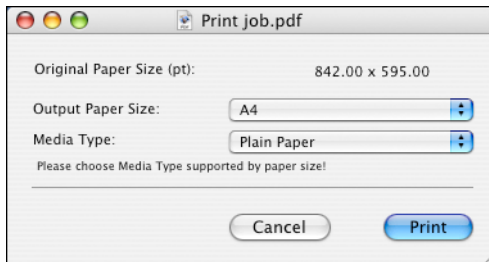 Print job.pdf
Original Paper Size (pt): 842.00 x 595.00
Output Paper Size: A4
Media Type: Plain Paper
Please choose Media Type supported by paper size!
Cancel Print